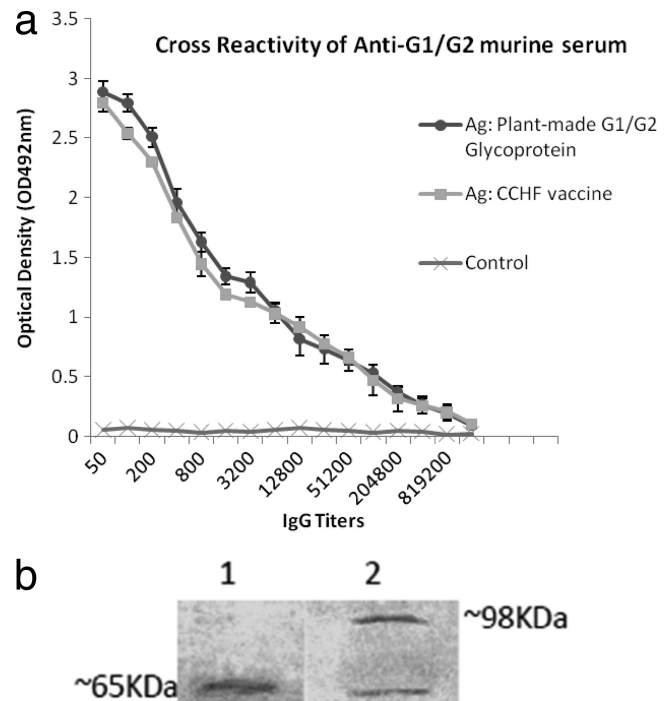 a
Cross Reactivity of Anti-G1/G2 murine serum
3.5
3
2.5
2
1.5
1
0.5
0
Optical Density (OD492nm)
Ag: Plant-made G1/G2
Glycoprotein
Ag: CCHF vaccine
Control
50
200
800
3200
12800
51200
204800
819200
IgG Titers
b
1
2
~98KDa
~65KDa